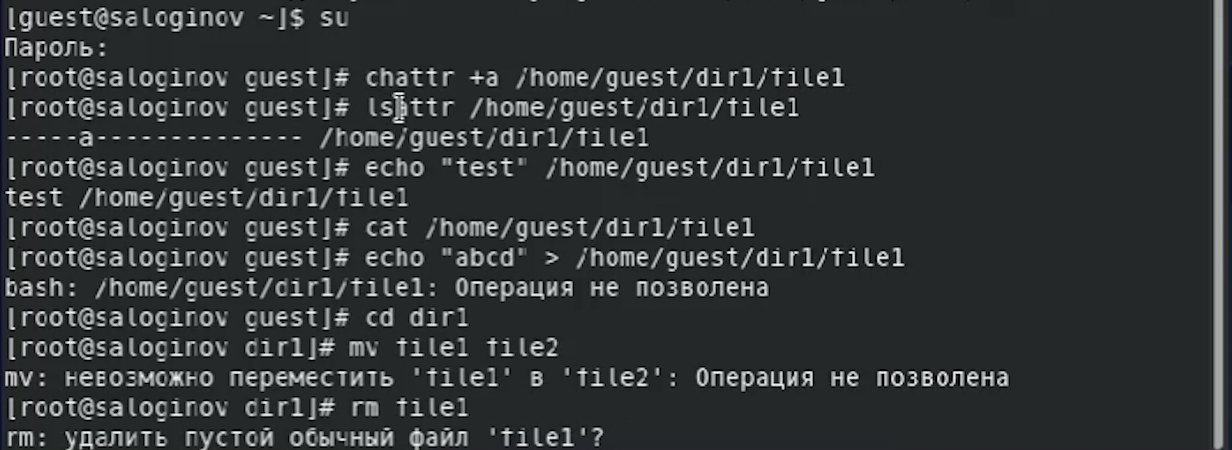 [guest@saloginov ~]$ su
Пароль:
[root@saloginov guest]# chattr +a /home/guest/dir1/file1
[root@saloginov guest]# lsattr /home/guest/dir1/file1
-----a-------------- /home/guest/dir1/file1
[root@saloginov guest]# echo "test" /home/guest/dir1/file1
test /home/guest/dir1/file1
[root@saloginov guest]# cat /home/guest/dir1/file1
[root@saloginov guest]# echo "abcd" > /home/guest/dir1/file1
bash: /home/guest/dir1/file1: Операция не позволена
[root@saloginov guest]# cd dir1
[root@saloginov dir1]# mv file1 file2
mv: невозможно переместить 'file1' в 'file2': Операция не позволена
[root@saloginov dir1]# rm file1
rm: удалить пустой обычный файл 'file1'?